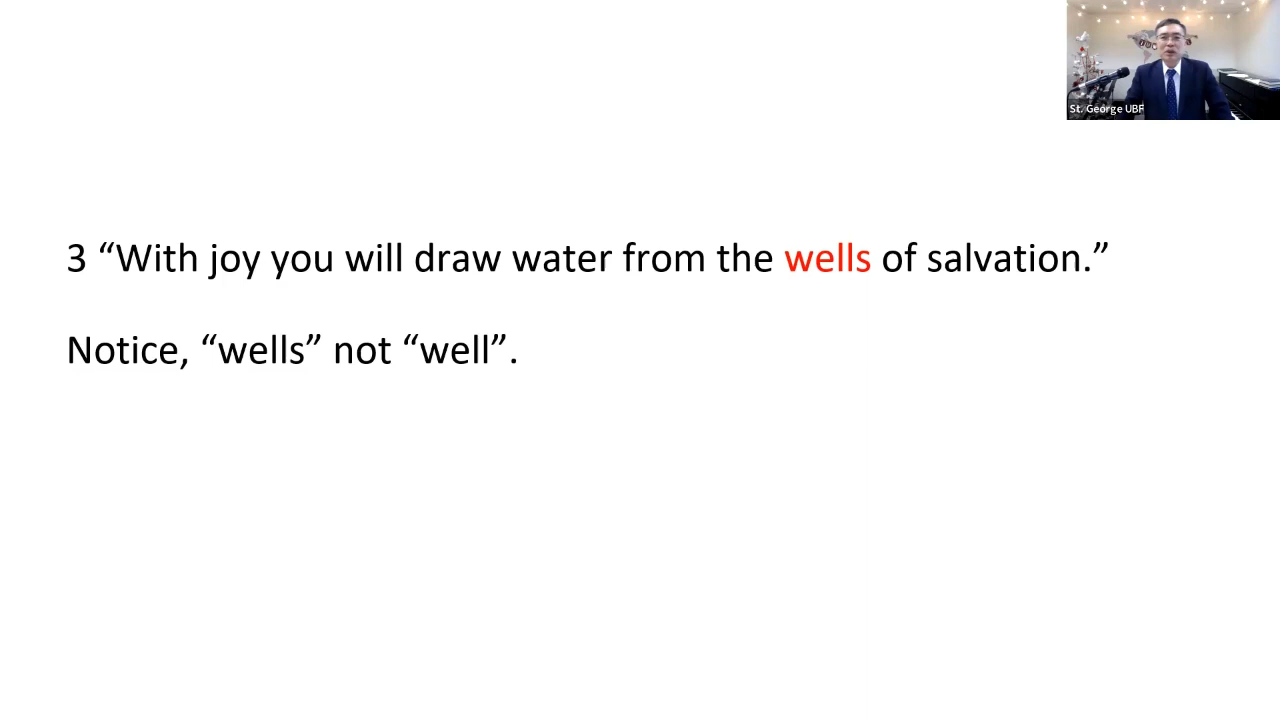 St. George UBF
3 “With joy you will draw water from the wells of salvation.”
Notice, “wells” not “well”.